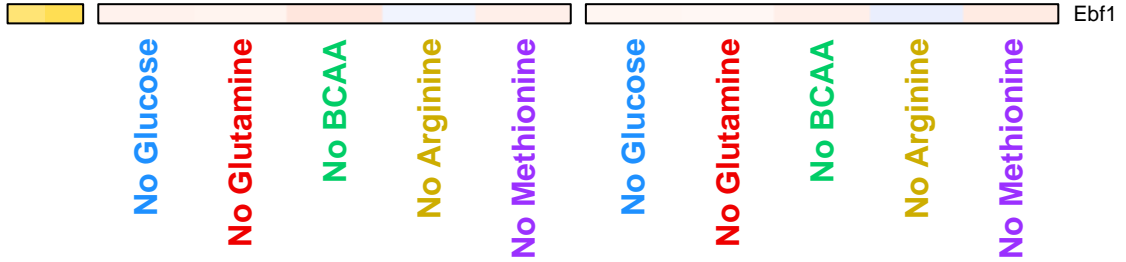 Ebf1
No Glucose
No Glutamine
No BCAA
No Arginine
No Methionine
No Glucose
No Glutamine
No BCAA
No Arginine
No Methionine